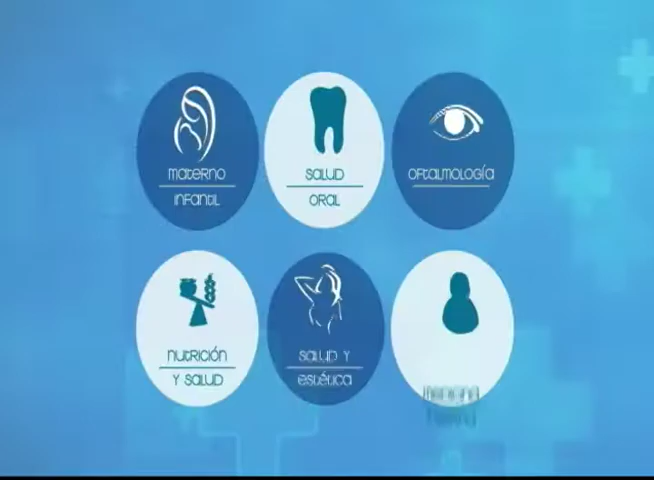 materno
infantil
salud
oral
oftalmología
nutrición
y salud
salud y
estética